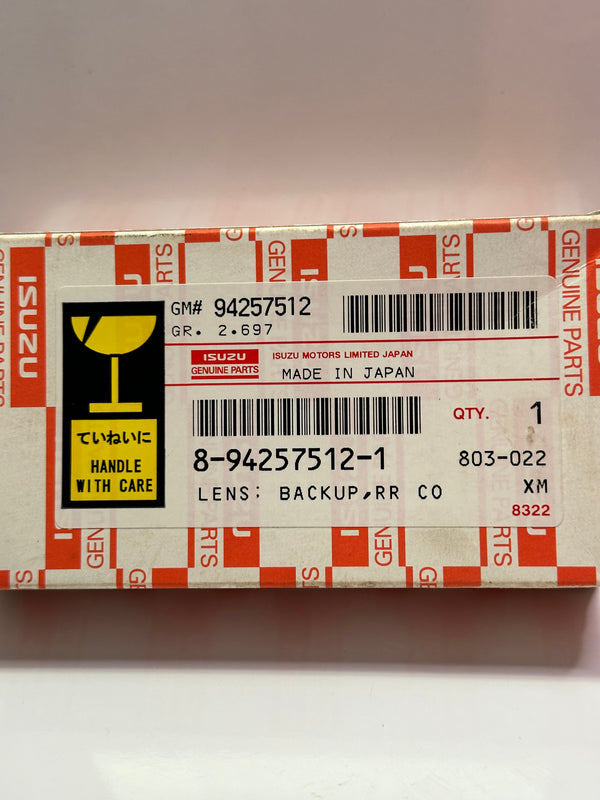 GM# 94257512
GR. 2.697
ISUZU
GENUINE PARTS
ISUZU MOTORS LIMITED JAPAN
MADE IN JAPAN
QTY. 1
8-94257512-1
803-022
LENS: BACKUP,RR CO
XM
8322
ていねいに
HANDLE
WITH CARE
ISUZU
GENUINE PARTS
GENUINE PARTS